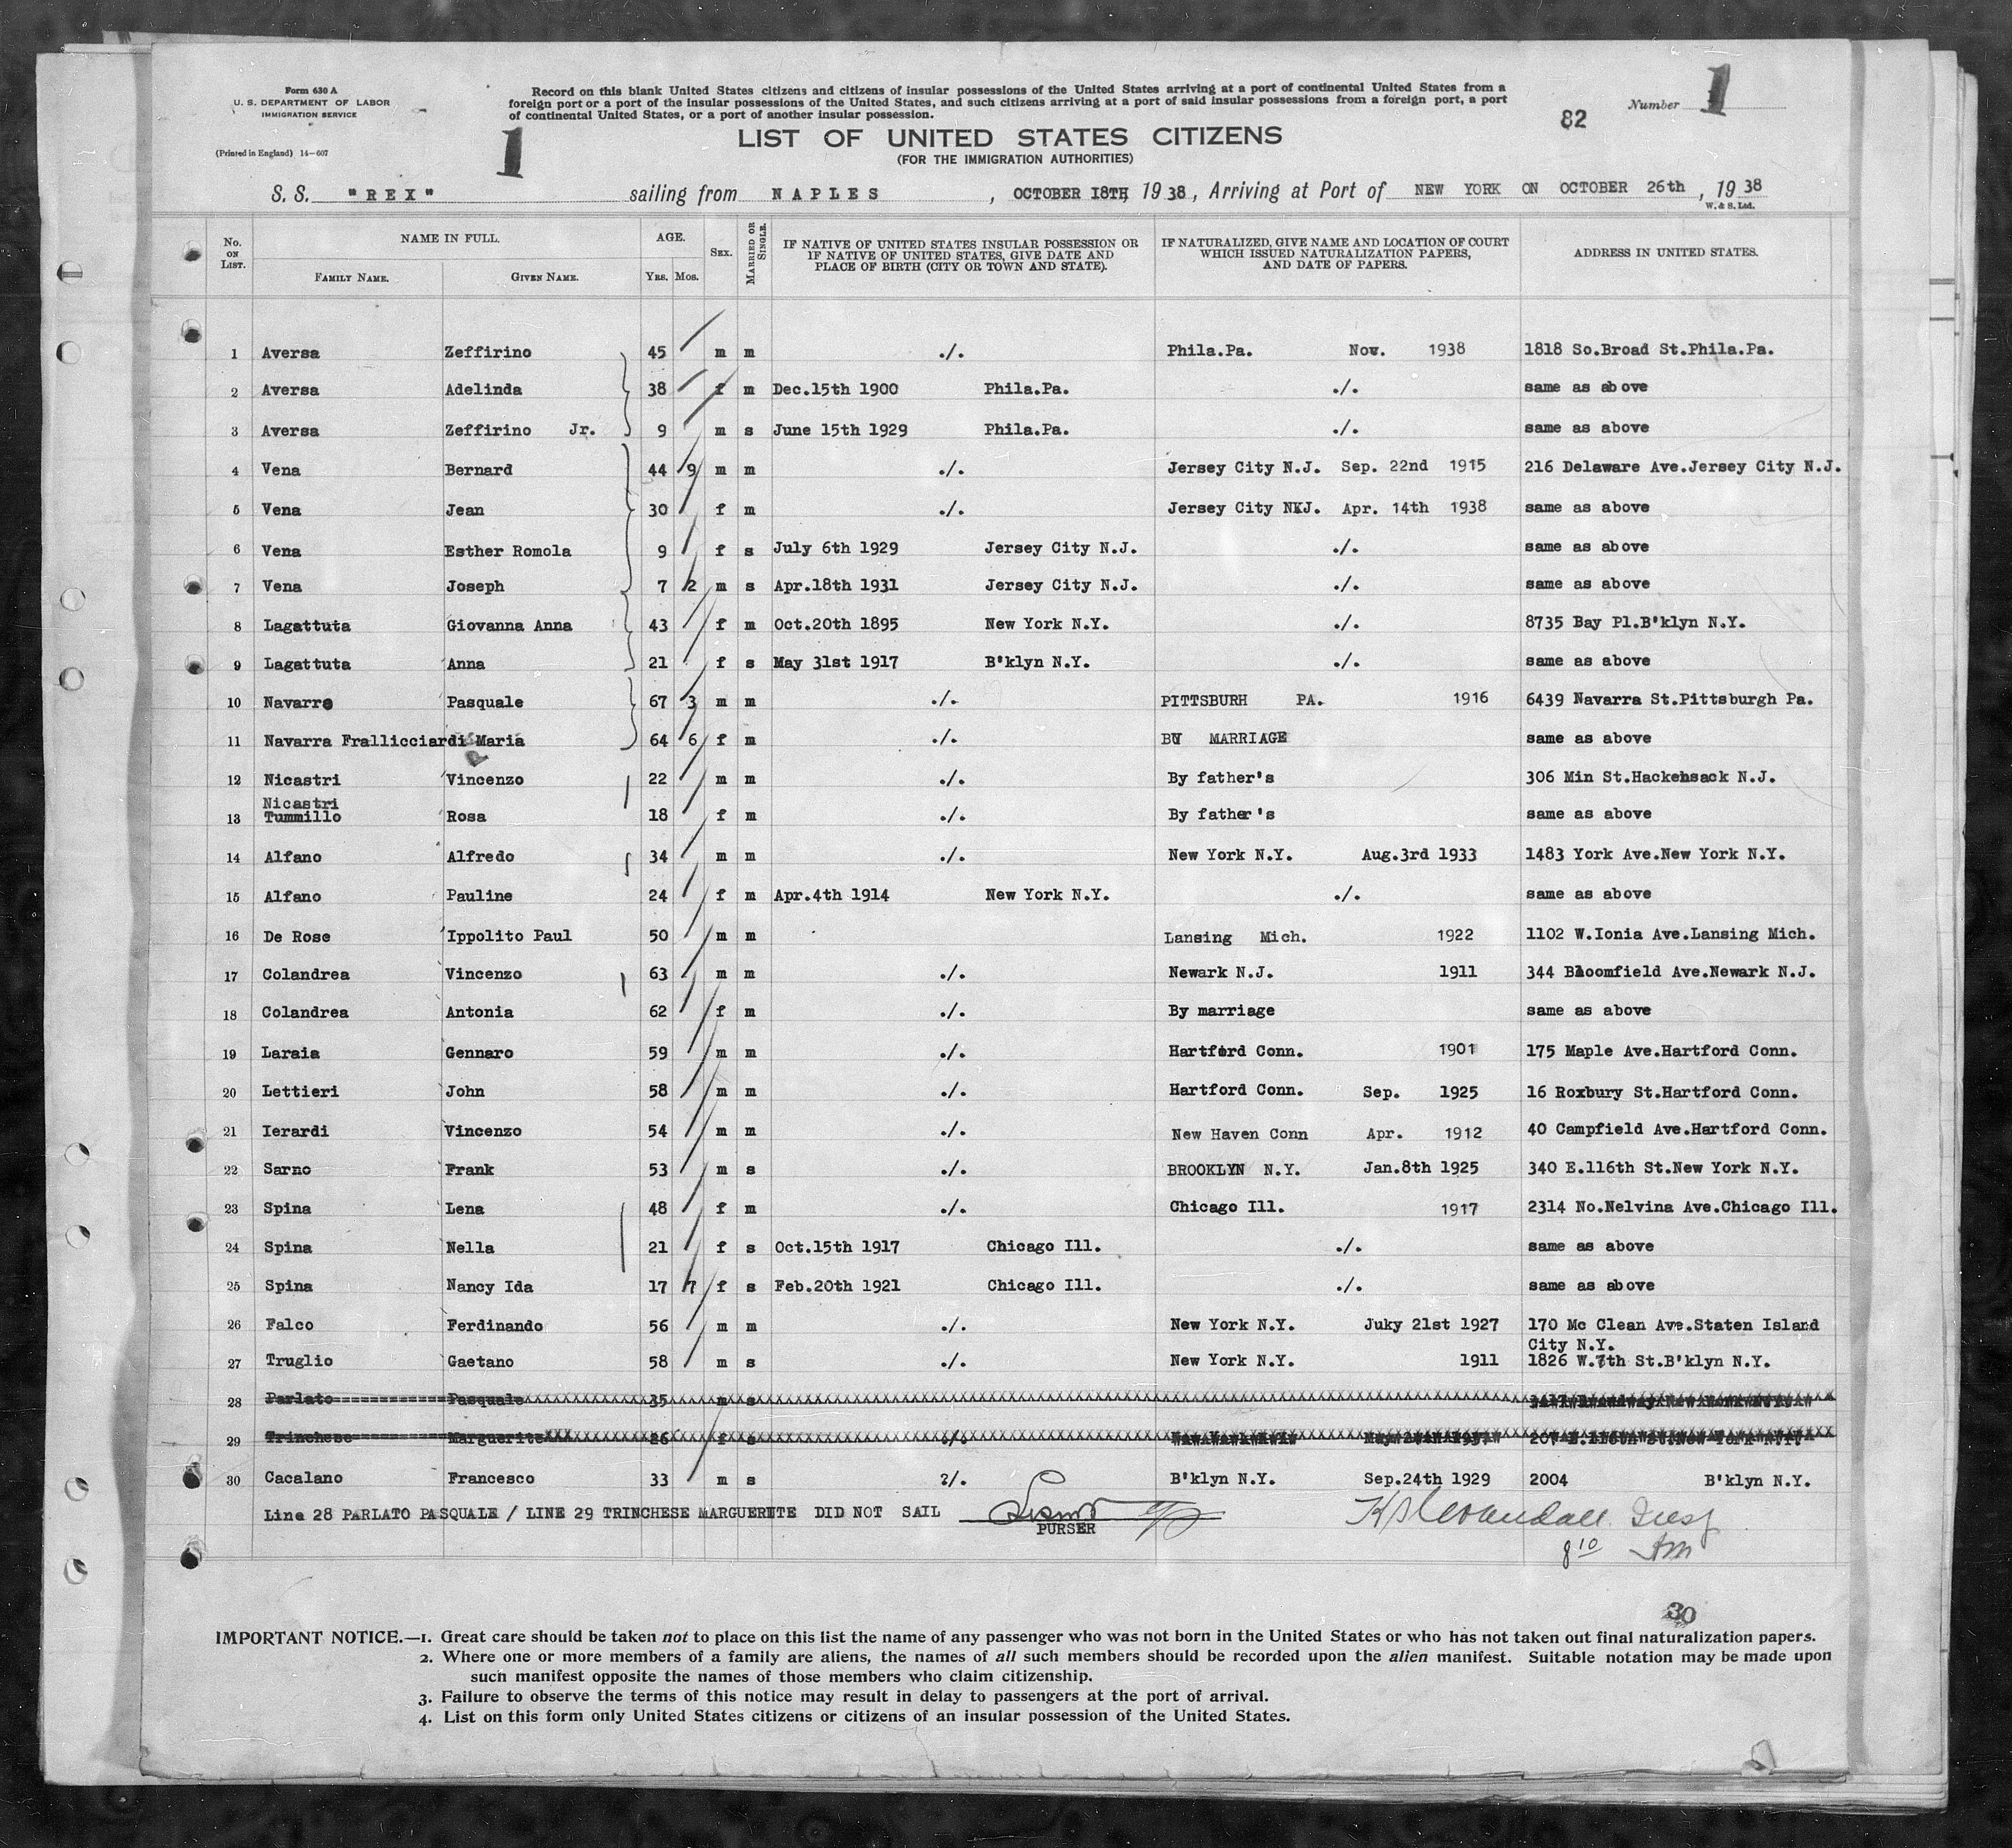 Form 630 A
U. S. DEPARTMENT OF LABOR
IMMIGRATION SERVICE
(Printed in England) 14—607
1
Record on this blank United States citizens and citizens of insular possessions of the United States arriving at a port of continental United States from a
foreign port or a port of the insular possessions of the United States, and such citizens arriving at a port of said insular possessions from a foreign port, a port
of continental United States, or a port of another insular possession.
82
Number 1
LIST OF UNITED STATES CITIZENS
(FOR THE IMMIGRATION AUTHORITIES)
S. S. "REX" sailing from NAPLES , OCTOBER 18TH, 1938, Arriving at Port of NEW YORK ON OCTOBER 26th, 1938
W. & S. Ltd.
No. ON LIST. NAME IN FULL. FAMILY NAME. GIVEN NAME. AGE. YRS. MOS. SEX. MARRIED OR SINGLE. IF NATIVE OF UNITED STATES INSULAR POSSESSION OR IF NATIVE OF UNITED STATES, GIVE DATE AND PLACE OF BIRTH (CITY OR TOWN AND STATE). IF NATURALIZED, GIVE NAME AND LOCATION OF COURT WHICH ISSUED NATURALIZATION PAPERS, AND DATE OF PAPERS. ADDRESS IN UNITED STATES.
1 Aversa Zeffirino 45 m m ./. Phila.Pa. Nov. 1938 1818 So.Broad St.Phila.Pa.
2 Aversa Adelinda 38 f m Dec.15th 1900 Phila.Pa. ./. same as above
3 Aversa Zeffirino Jr. 9 m s June 15th 1929 Phila.Pa. ./. same as above
4 Vena Bernard 44 9 m m ./. Jersey City N.J. Sep. 22nd 1915 216 Delaware Ave.Jersey City N.J.
5 Vena Jean 30 f m ./. Jersey City NKJ. Apr. 14th 1938 same as above
6 Vena Esther Romola 9 f s July 6th 1929 Jersey City N.J. ./. same as above
7 Vena Joseph 7 2 m s Apr.18th 1931 Jersey City N.J. ./. same as above
8 Lagattuta Giovanna Anna 43 f m Oct.20th 1895 New York N.Y. ./. 8735 Bay Pl.B'klyn N.Y.
9 Lagattuta Anna 21 f s May 31st 1917 B'klyn N.Y. ./. same as above
10 Navarra Pasquale 67 3 m m ./. PITTSBURH PA. 1916 6439 Navarra St.Pittsburgh Pa.
11 Navarra Frallicciardi Maria 64 6 f m ./. BY MARRIAGE same as above
12 Nicastri Vincenzo 22 m m ./. By father's 306 Min St.Hackensack N.J.
Nicastri
13 Tummillo Rosa 18 f m ./. By father's same as above
14 Alfano Alfredo 34 m m ./. New York N.Y. Aug.3rd 1933 1483 York Ave.New York N.Y.
15 Alfano Pauline 24 f m Apr.4th 1914 New York N.Y. ./. same as above
16 De Rose Ippolito Paul 50 m m Lansing Mich. 1922 1102 W.Ionia Ave.Lansing Mich.
17 Colandrea Vincenzo 63 m m ./. Newark N.J. 1911 344 Bloomfield Ave.Newark N.J.
18 Colandrea Antonia 62 f m ./. By marriage same as above
19 Laraia Gennaro 59 m m ./. Hartford Conn. 1901 175 Maple Ave.Hartford Conn.
20 Lettieri John 58 m m ./. Hartford Conn. Sep. 1925 16 Roxbury St.Hartford Conn.
21 Ierardi Vincenzo 54 m m ./. New Haven Conn Apr. 1912 40 Campfield Ave.Hartford Conn.
22 Sarno Frank 53 m s ./. BROOKLYN N.Y. Jan.8th 1925 340 E.116th St.New York N.Y.
23 Spina Lena 48 f m ./. Chicago Ill. 1917 2314 No.Nelvina Ave.Chicago Ill.
24 Spina Nella 21 f s Oct.15th 1917 Chicago Ill. ./. same as above
25 Spina Nancy Ida 17 7 f s Feb.20th 1921 Chicago Ill. ./. same as above
26 Falco Ferdinando 56 m m ./. New York N.Y. Juky 21st 1927 170 Mc Clean Ave.Staten Island
City N.Y.
27 Truglio Gaetano 58 m s ./. New York N.Y. 1911 1826 W.7th St.B'klyn N.Y.
28 Parlato Pasquale 35 m s
29 Trinchese Marguerite 26 f s ./. 207 E.116th St.New York N.Y.
30 Cacalano Francesco 33 m s ?/. B'klyn N.Y. Sep.24th 1929 2004 B'klyn N.Y.
Line 28 PARLATO PASQUALE / LINE 29 TRINCHESE MARGUERITE DID NOT SAIL
PURSER
8 10 Am
30
IMPORTANT NOTICE.—1. Great care should be taken not to place on this list the name of any passenger who was not born in the United States or who has not taken out final naturalization papers.
2. Where one or more members of a family are aliens, the names of all such members should be recorded upon the alien manifest. Suitable notation may be made upon
such manifest opposite the names of those members who claim citizenship.
3. Failure to observe the terms of this notice may result in delay to passengers at the port of arrival.
4. List on this form only United States citizens or citizens of an insular possession of the United States.